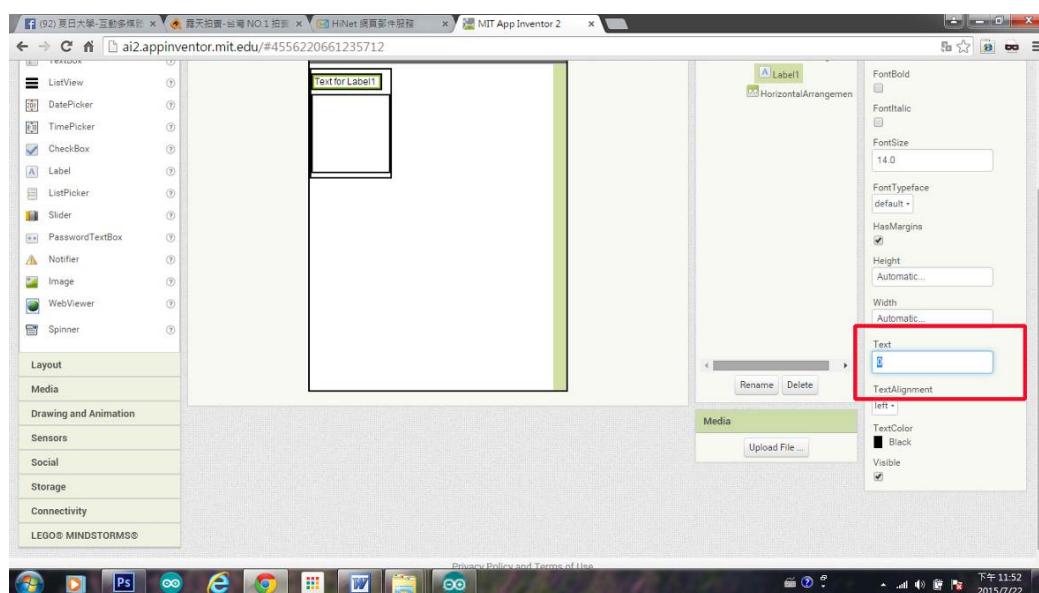 (92) 夏日大學-互動多媒
露天拍賣-台灣 NO.1 拍
HiNet 網頁郵件服務
MIT App Inventor 2
ai2.appinventor.mit.edu/#4556220661235712
TextBox
ListView
DatePicker
TimePicker
CheckBox
Label
ListPicker
Slider
PasswordTextBox
Notifier
Image
WebViewer
Spinner
Layout
Media
Drawing and Animation
Sensors
Social
Storage
Connectivity
LEGO® MINDSTORMS®
Text for Label1
Label1
HorizontalArrangemen
Rename Delete
Media
Upload File ...
FontBold
FontItalic
FontSize
14.0
FontTypeface
default
HasMargins
Height
Automatic...
Width
Automatic...
Text
0
TextAlignment
left
TextColor
Black
Visible
Privacy Policy and Terms of Use
Ps
下午 11:52
2015/7/22